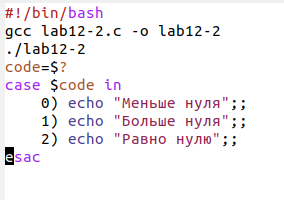 #!/bin/bash
gcc lab12-2.c -o lab12-2
./lab12-2
code=$?
case $code in
    0) echo "Меньше нуля";;
    1) echo "Больше нуля";;
    2) echo "Равно нулю";;
esac